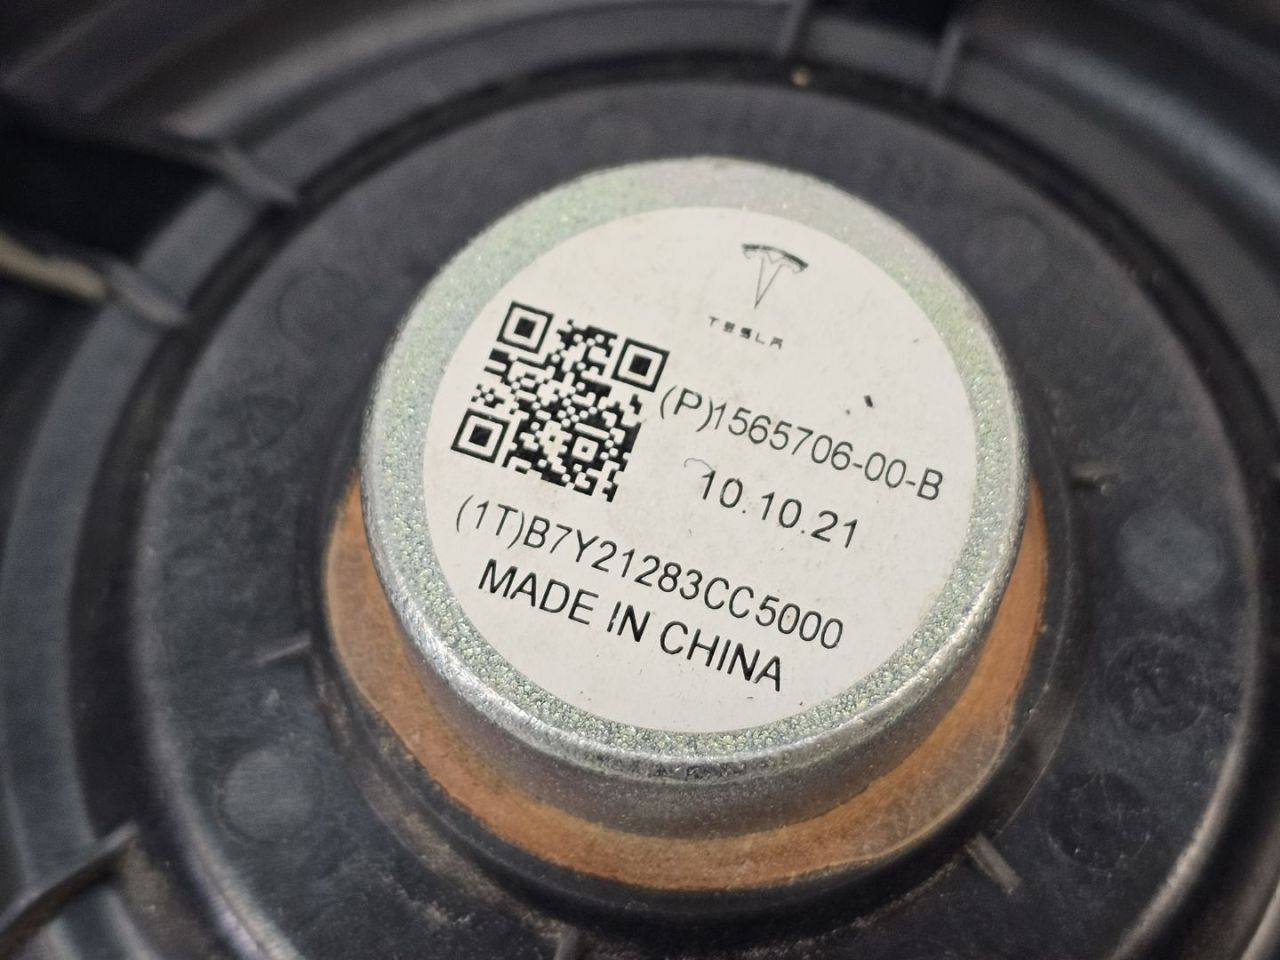 TESLA
(P)1565706-00-B
10.10.21
(1T)B7Y21283CC5000
MADE IN CHINA